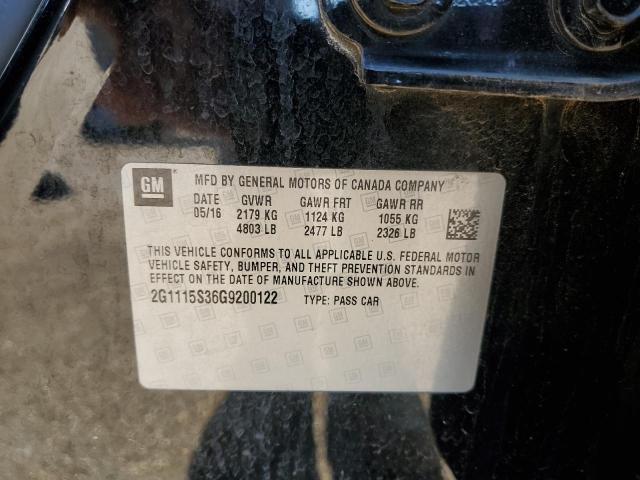 GM ® MFD BY GENERAL MOTORS OF CANADA COMPANY
DATE GVWR GAWR FRT GAWR RR
05/16 2179 KG 1124 KG 1055 KG
4803 LB 2477 LB 2326 LB
THIS VEHICLE CONFORMS TO ALL APPLICABLE U.S. FEDERAL MOTOR
VEHICLE SAFETY, BUMPER, AND THEFT PREVENTION STANDARDS IN
EFFECT ON THE DATE OF MANUFACTURE SHOWN ABOVE.
2G1115S36G9200122 TYPE: PASS CAR